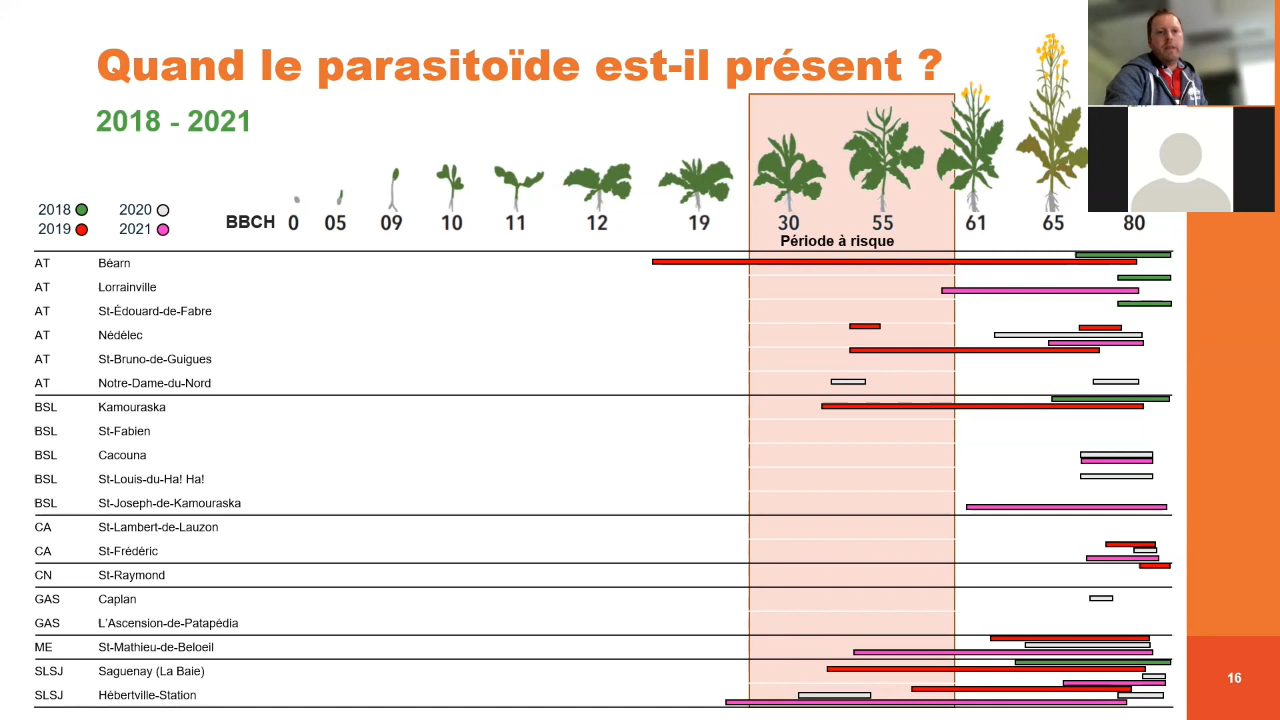 Quand le parasitoïde est-il présent ?
2018 - 2021
2018 2020
2019 2021
BBCH 0 05 09 10 11 12 19 30 55 61 65 80
Période à risque
AT Béarn
AT Lorrainville
AT St-Édouard-de-Fabre
AT Nédélec
AT St-Bruno-de-Guigues
AT Notre-Dame-du-Nord
BSL Kamouraska
BSL St-Fabien
BSL Cacouna
BSL St-Louis-du-Ha! Ha!
BSL St-Joseph-de-Kamouraska
CA St-Lambert-de-Lauzon
CA St-Frédéric
CN St-Raymond
GAS Caplan
GAS L'Ascension-de-Patapédia
ME St-Mathieu-de-Beloeil
SLSJ Saguenay (La Baie)
SLSJ Hébertville-Station
16